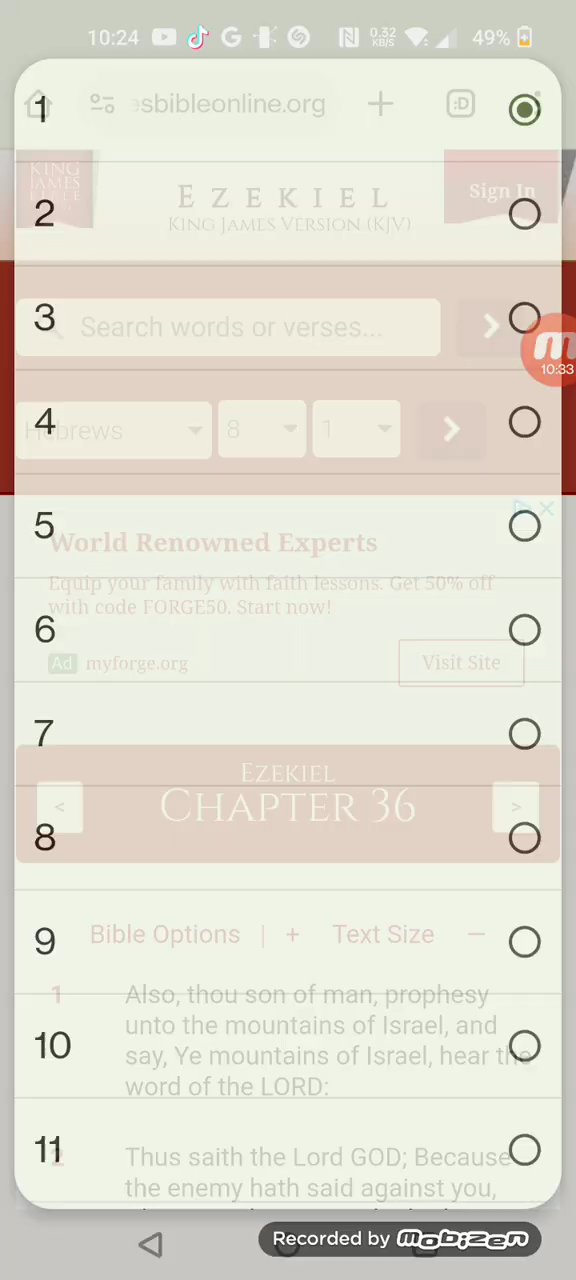 10:24 G 0.32 KB/S 49%
1 esbibleonline.org + :D
KING
JAMES
BIBLE
EZEKIEL
KING JAMES VERSION (KJV)
Sign In
2
3 Search words or verses...
10:33
4 Hebrews 8 1
5
World Renowned Experts
Equip your family with faith lessons. Get 50% off
with code FORGE50. Start now!
6
Ad myforge.org Visit Site
7
EZEKIEL
< CHAPTER 36 >
8
9 Bible Options | + Text Size —
1 Also, thou son of man, prophesy
unto the mountains of Israel, and
10 say, Ye mountains of Israel, hear the
word of the LORD:
11
2 Thus saith the Lord GOD; Because
the enemy hath said against you,
Recorded by mobizen